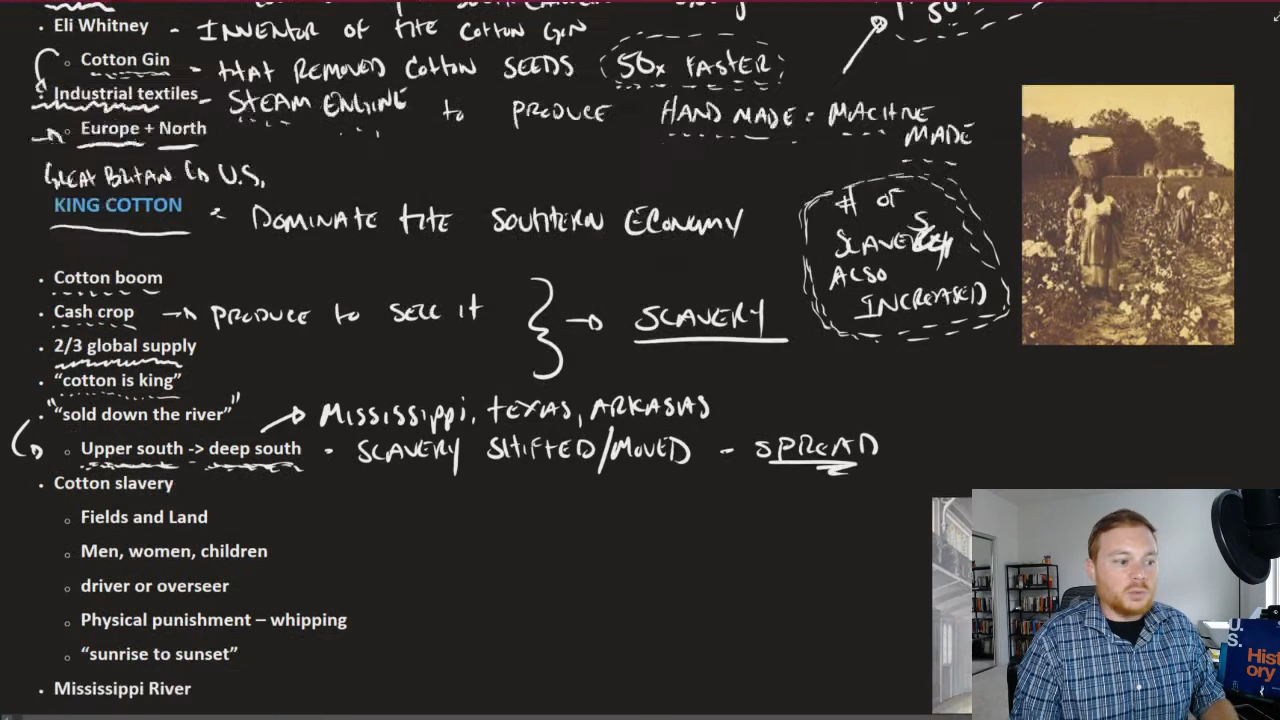 Eli Whitney - INVENTOR OF THE COTTON GIN
Cotton Gin - THAT REMOVED COTTON SEEDS 50x FASTER
Industrial textiles - STEAM ENGINE to PRODUCE HAND MADE = MACHINE MADE
Europe + North
GREAT BRITAN U.S.
KING COTTON = DOMINATE THE SOUTHERN ECONOMY
# OF
SLAVES
ALSO
INCREASED
Cotton boom
Cash crop → PRODUCE TO SELL IT → SLAVERY
2/3 global supply
“cotton is king”
“sold down the river” → MISSISSIPPI, TEXAS, ARKASAS
Upper south -> deep south - SLAVERY SHIFTED/MOVED - SPREAD
Cotton slavery
Fields and Land
Men, women, children
driver or overseer
Physical punishment – whipping
“sunrise to sunset”
Mississippi River
U.S.
History